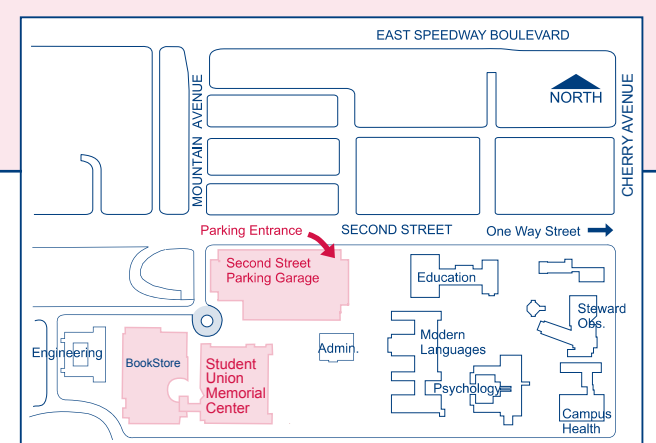 EAST SPEEDWAY BOULEVARD
NORTH
MOUNTAIN AVENUE
CHERRY AVENUE
Parking Entrance
SECOND STREET
One Way Street
Second Street
Parking Garage
Education
Steward
Obs.
Engineering
BookStore
Student
Union
Memorial
Center
Admin.
Modern
Languages
Psychology
Campus
Health